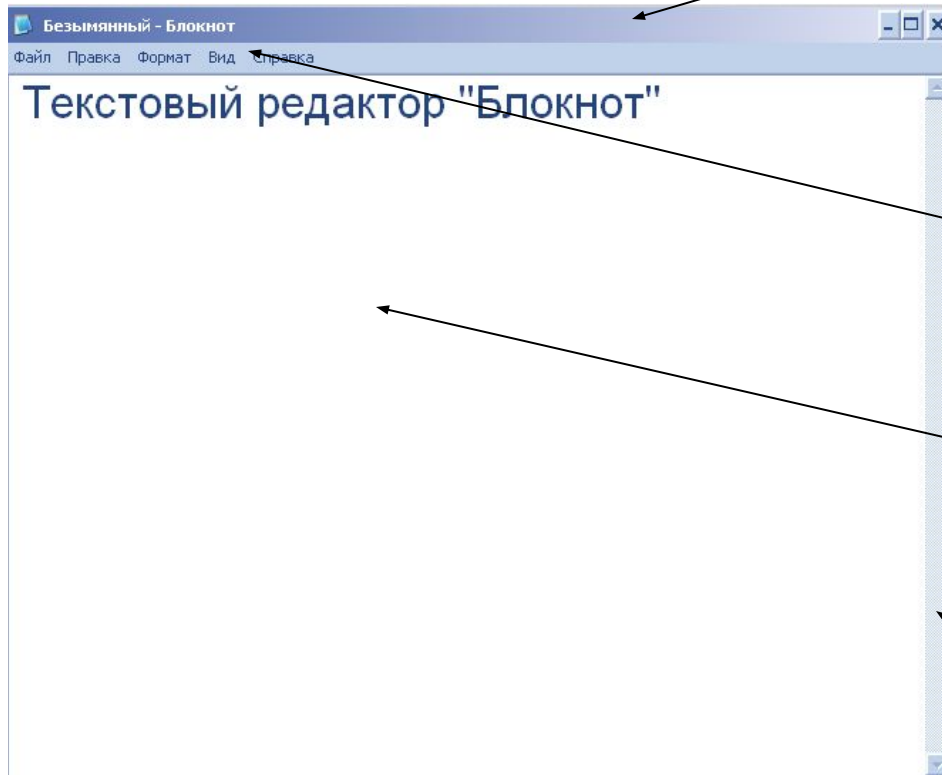 Безымянный - Блокнот
Файл Правка Формат Вид Справка
Текстовый редактор "Блокнот"